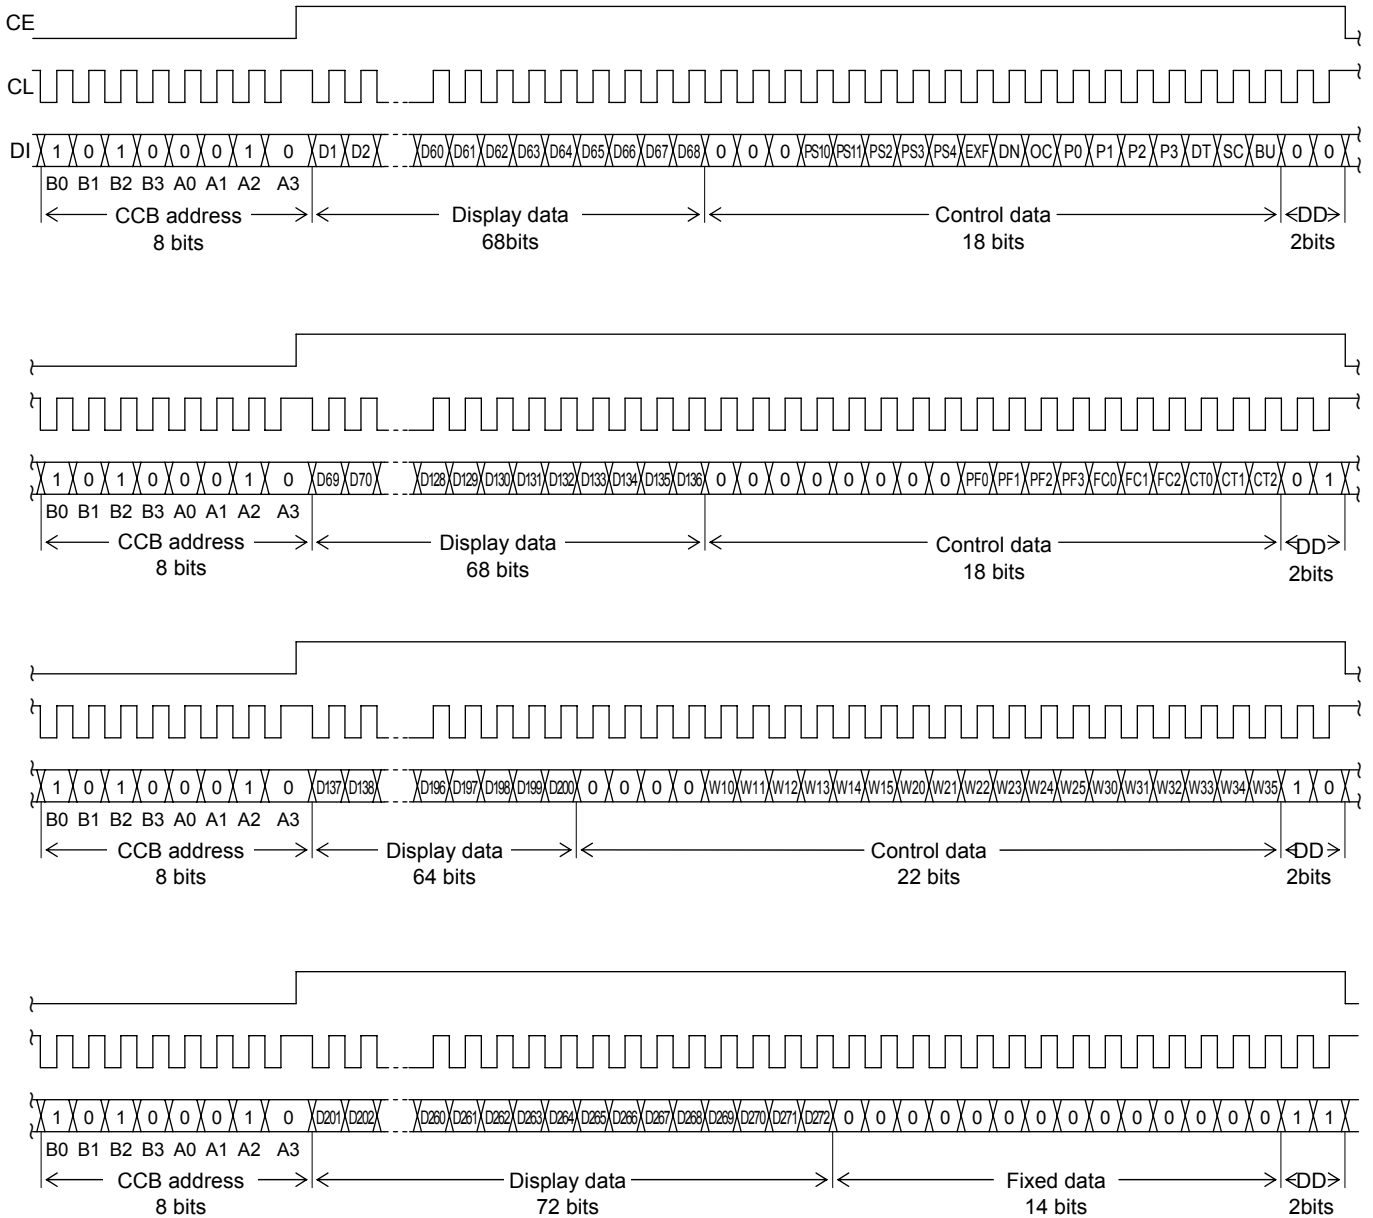 CE
CL
DI 1 0 1 0 0 0 1 0 D1 D2 D60 D61 D62 D63 D64 D65 D66 D67 D68 0 0 0 PS10 PS11 PS2 PS3 PS4 EXF DN OC P0 P1 P2 P3 DT SC BU 0 0
B0 B1 B2 B3 A0 A1 A2 A3
CCB address Display data Control data DD
8 bits 68bits 18 bits 2bits
1 0 1 0 0 0 1 0 D69 D70 D128 D129 D130 D131 D132 D133 D134 D135 D136 0 0 0 0 0 0 0 0 PF0 PF1 PF2 PF3 FC0 FC1 FC2 CT0 CT1 CT2 0 1
B0 B1 B2 B3 A0 A1 A2 A3
CCB address Display data Control data DD
8 bits 68 bits 18 bits 2bits
1 0 1 0 0 0 1 0 D137 D138 D196 D197 D198 D199 D200 0 0 0 0 W10 W11 W12 W13 W14 W15 W20 W21 W22 W23 W24 W25 W30 W31 W32 W33 W34 W35 1 0
B0 B1 B2 B3 A0 A1 A2 A3
CCB address Display data Control data DD
8 bits 64 bits 22 bits 2bits
1 0 1 0 0 0 1 0 D201 D202 D260 D261 D262 D263 D264 D265 D266 D267 D268 D269 D270 D271 D272 0 0 0 0 0 0 0 0 0 0 0 0 0 0 1 1
B0 B1 B2 B3 A0 A1 A2 A3
CCB address Display data Fixed data DD
8 bits 72 bits 14 bits 2bits